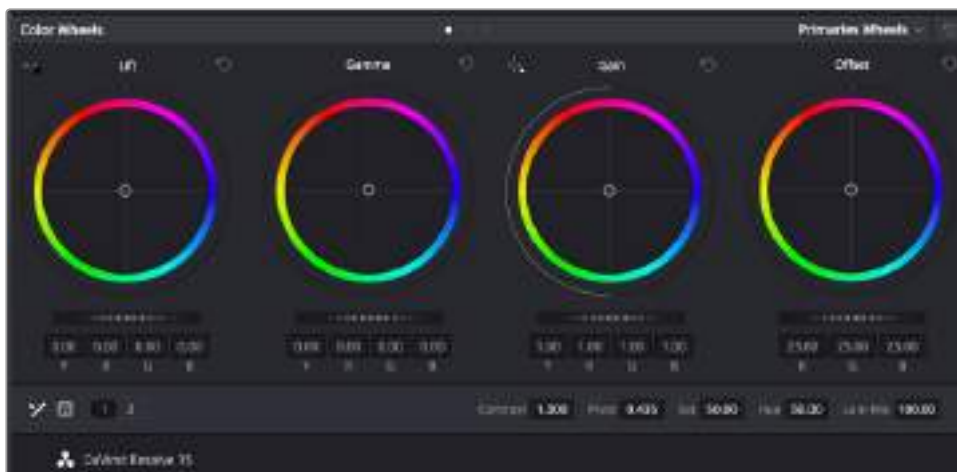 Color Wheels
Primaries Wheels
Lift
Gamma
Gain
Offset
0.00 0.00 0.00 0.00
0.00 0.00 0.00 0.00
1.00 1.00 1.00 1.00
25.00 25.00 25.00
Y R G B
Y R G B
Y R G B
R G B
1 2
Contrast 1.000 Pivot 0.435 Sat 50.00 Hue 50.00 Lum Mix 100.00
DaVinci Resolve 15